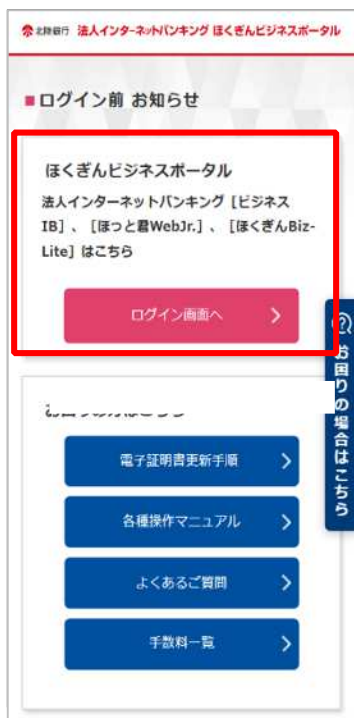 北陸銀行 法人インターネットバンキング ほくぎんビジネスポータル
■ログイン前 お知らせ
ほくぎんビジネスポータル
法人インターネットバンキング［ビジネス
IB］、［ほっと君WebJr.］、［ほくぎんBiz-
Lite］はこちら
ログイン画面へ
お困りの場合はこちら
電子証明書更新手順
各種操作マニュアル
よくあるご質問
手数料一覧